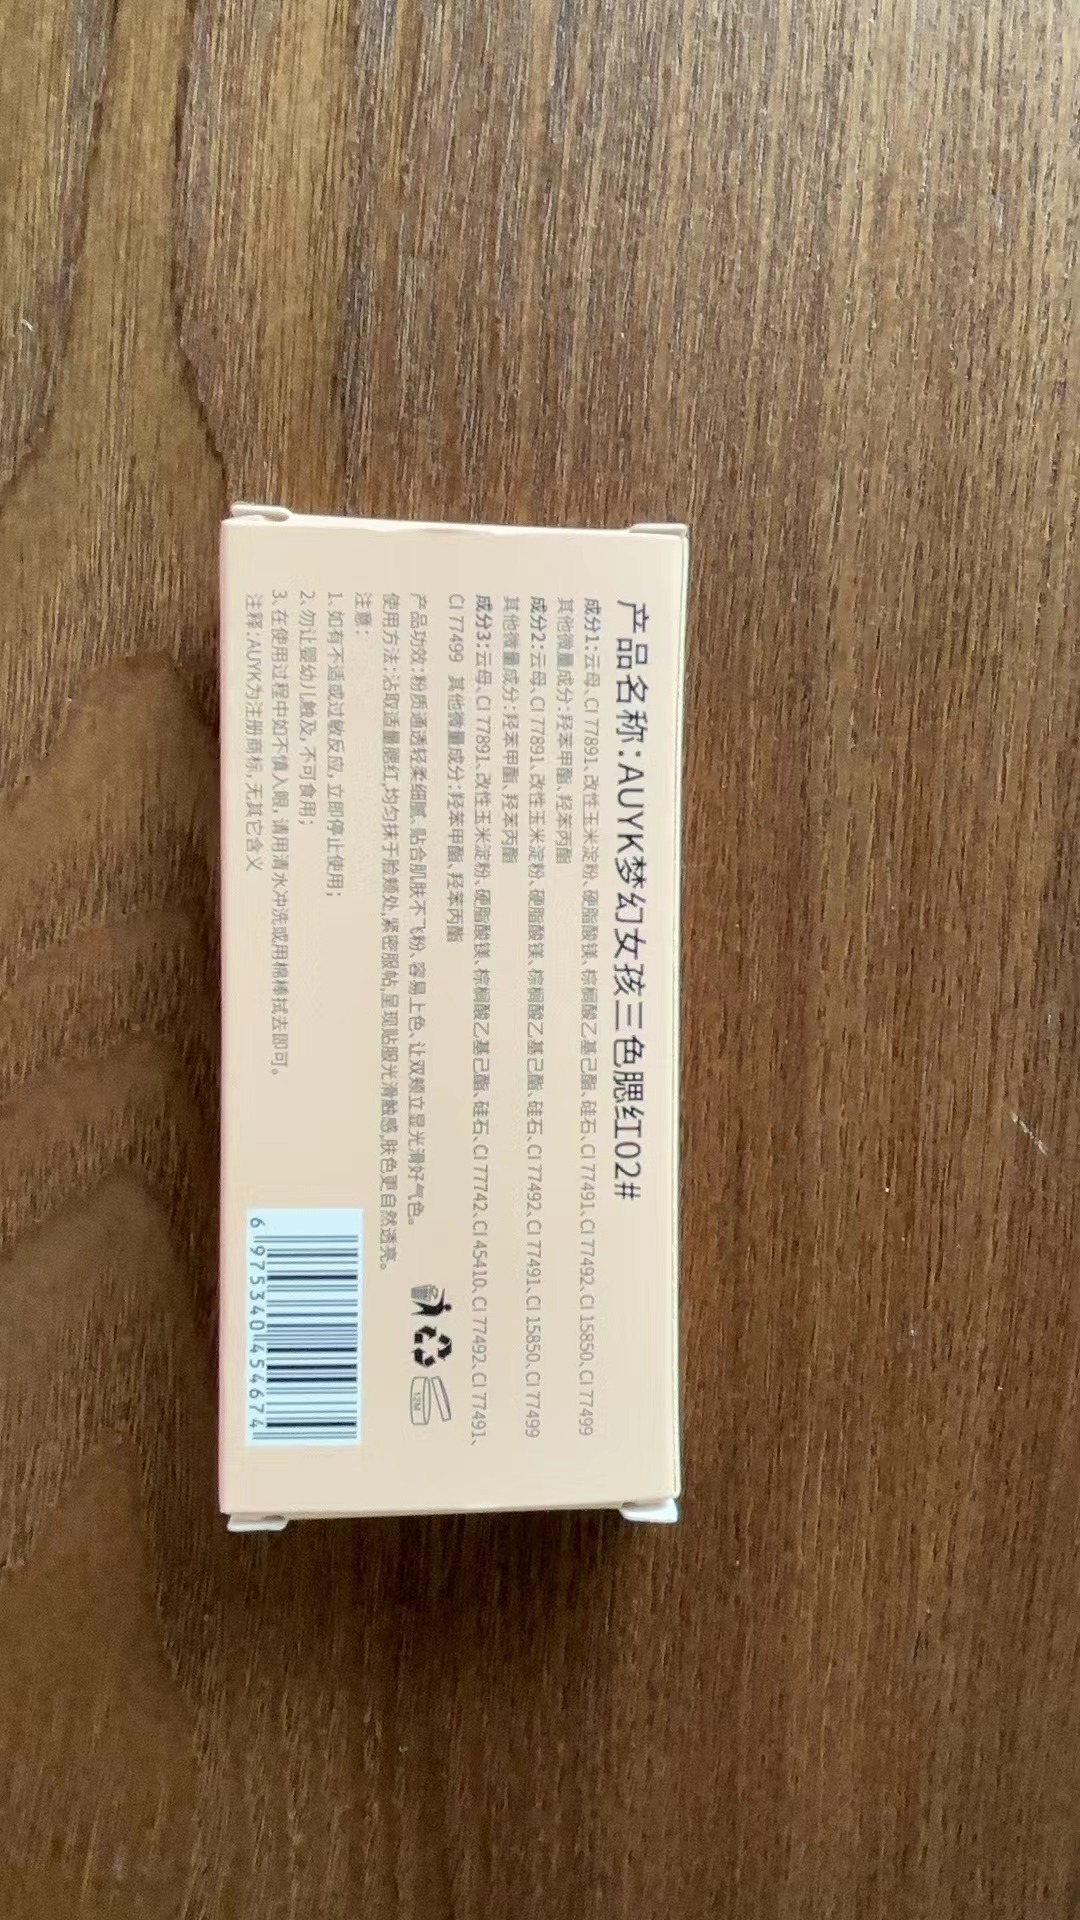 产品名称:AUYK梦幻女孩三色腮红02#
成分1:云母、CI 77891、改性玉米淀粉、硬脂酸镁、棕榈酸乙基己酯、硅石、CI 77491、CI 77492、CI 15850、CI 77499
其他微量成分:羟苯甲酯、羟苯丙酯
成分2:云母、CI 77891、改性玉米淀粉、硬脂酸镁、棕榈酸乙基己酯、硅石、CI 77492、CI 77491、CI 15850、CI 77499
其他微量成分:羟苯甲酯、羟苯丙酯
成分3:云母、CI 77891、改性玉米淀粉、硬脂酸镁、棕榈酸乙基己酯、硅石、CI 77742、CI 45410、CI 77492、CI 77491、
CI 77499 其他微量成分:羟苯甲酯、羟苯丙酯
产品功效:粉质通透轻柔细腻、贴合肌肤不飞粉、容易上色、让双颊立显光滑好气色。
使用方法:沾取适量腮红,均匀抹于脸颊处,紧密服帖,呈现贴服光滑触感,肤色更自然透亮。
注意:
1、如有不适或过敏反应, 立即停止使用;
2、勿让婴幼儿触及, 不可食用;
3、在使用过程中如不慎入眼, 请用清水冲洗或用棉棒拭去即可。
注释:AUYK为注册商标, 无其它含义
12M
6 975340 454674